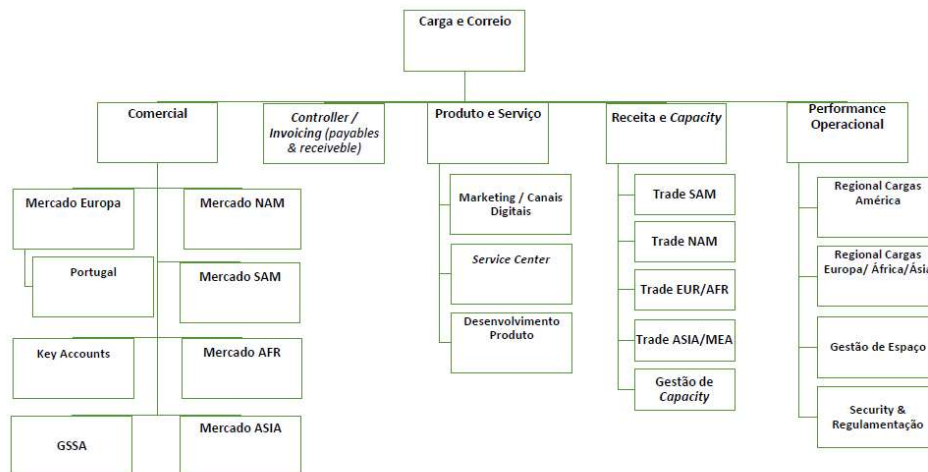 Carga e Correio
Comercial
Controller /
Invoicing (payables
& receiveble)
Produto e Serviço
Receita e Capacity
Performance
Operacional
Mercado Europa
Mercado NAM
Portugal
Mercado SAM
Key Accounts
Mercado AFR
GSSA
Mercado ASIA
Marketing / Canais
Digitais
Service Center
Desenvolvimento
Produto
Trade SAM
Trade NAM
Trade EUR/AFR
Trade ASIA/MEA
Gestão de
Capacity
Regional Cargas
América
Regional Cargas
Europa/ África/Ásia
Gestão de Espaço
Security &
Regulamentação